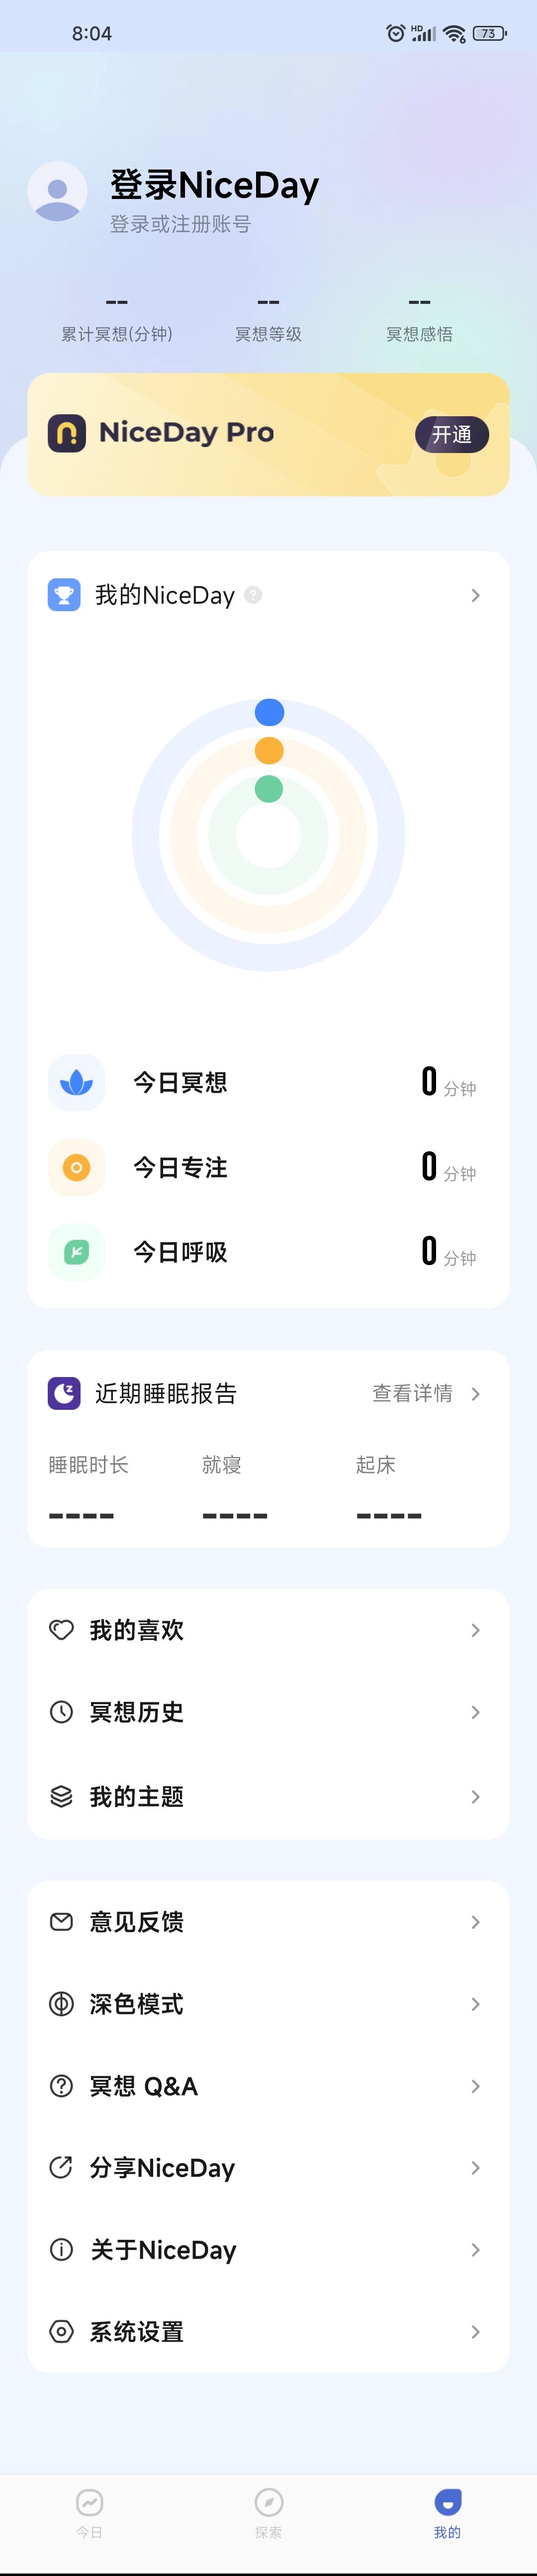 8:04
HD
6
73
登录NiceDay
登录或注册账号
-- -- --
累计冥想(分钟) 冥想等级 冥想感悟
NiceDay Pro 开通
我的NiceDay ?
今日冥想 0 分钟
今日专注 0 分钟
今日呼吸 0 分钟
近期睡眠报告 查看详情
睡眠时长 就寝 起床
---- ---- ----
我的喜欢
冥想历史
我的主题
意见反馈
深色模式
冥想 Q&A
分享NiceDay
关于NiceDay
系统设置
今日 探索 我的